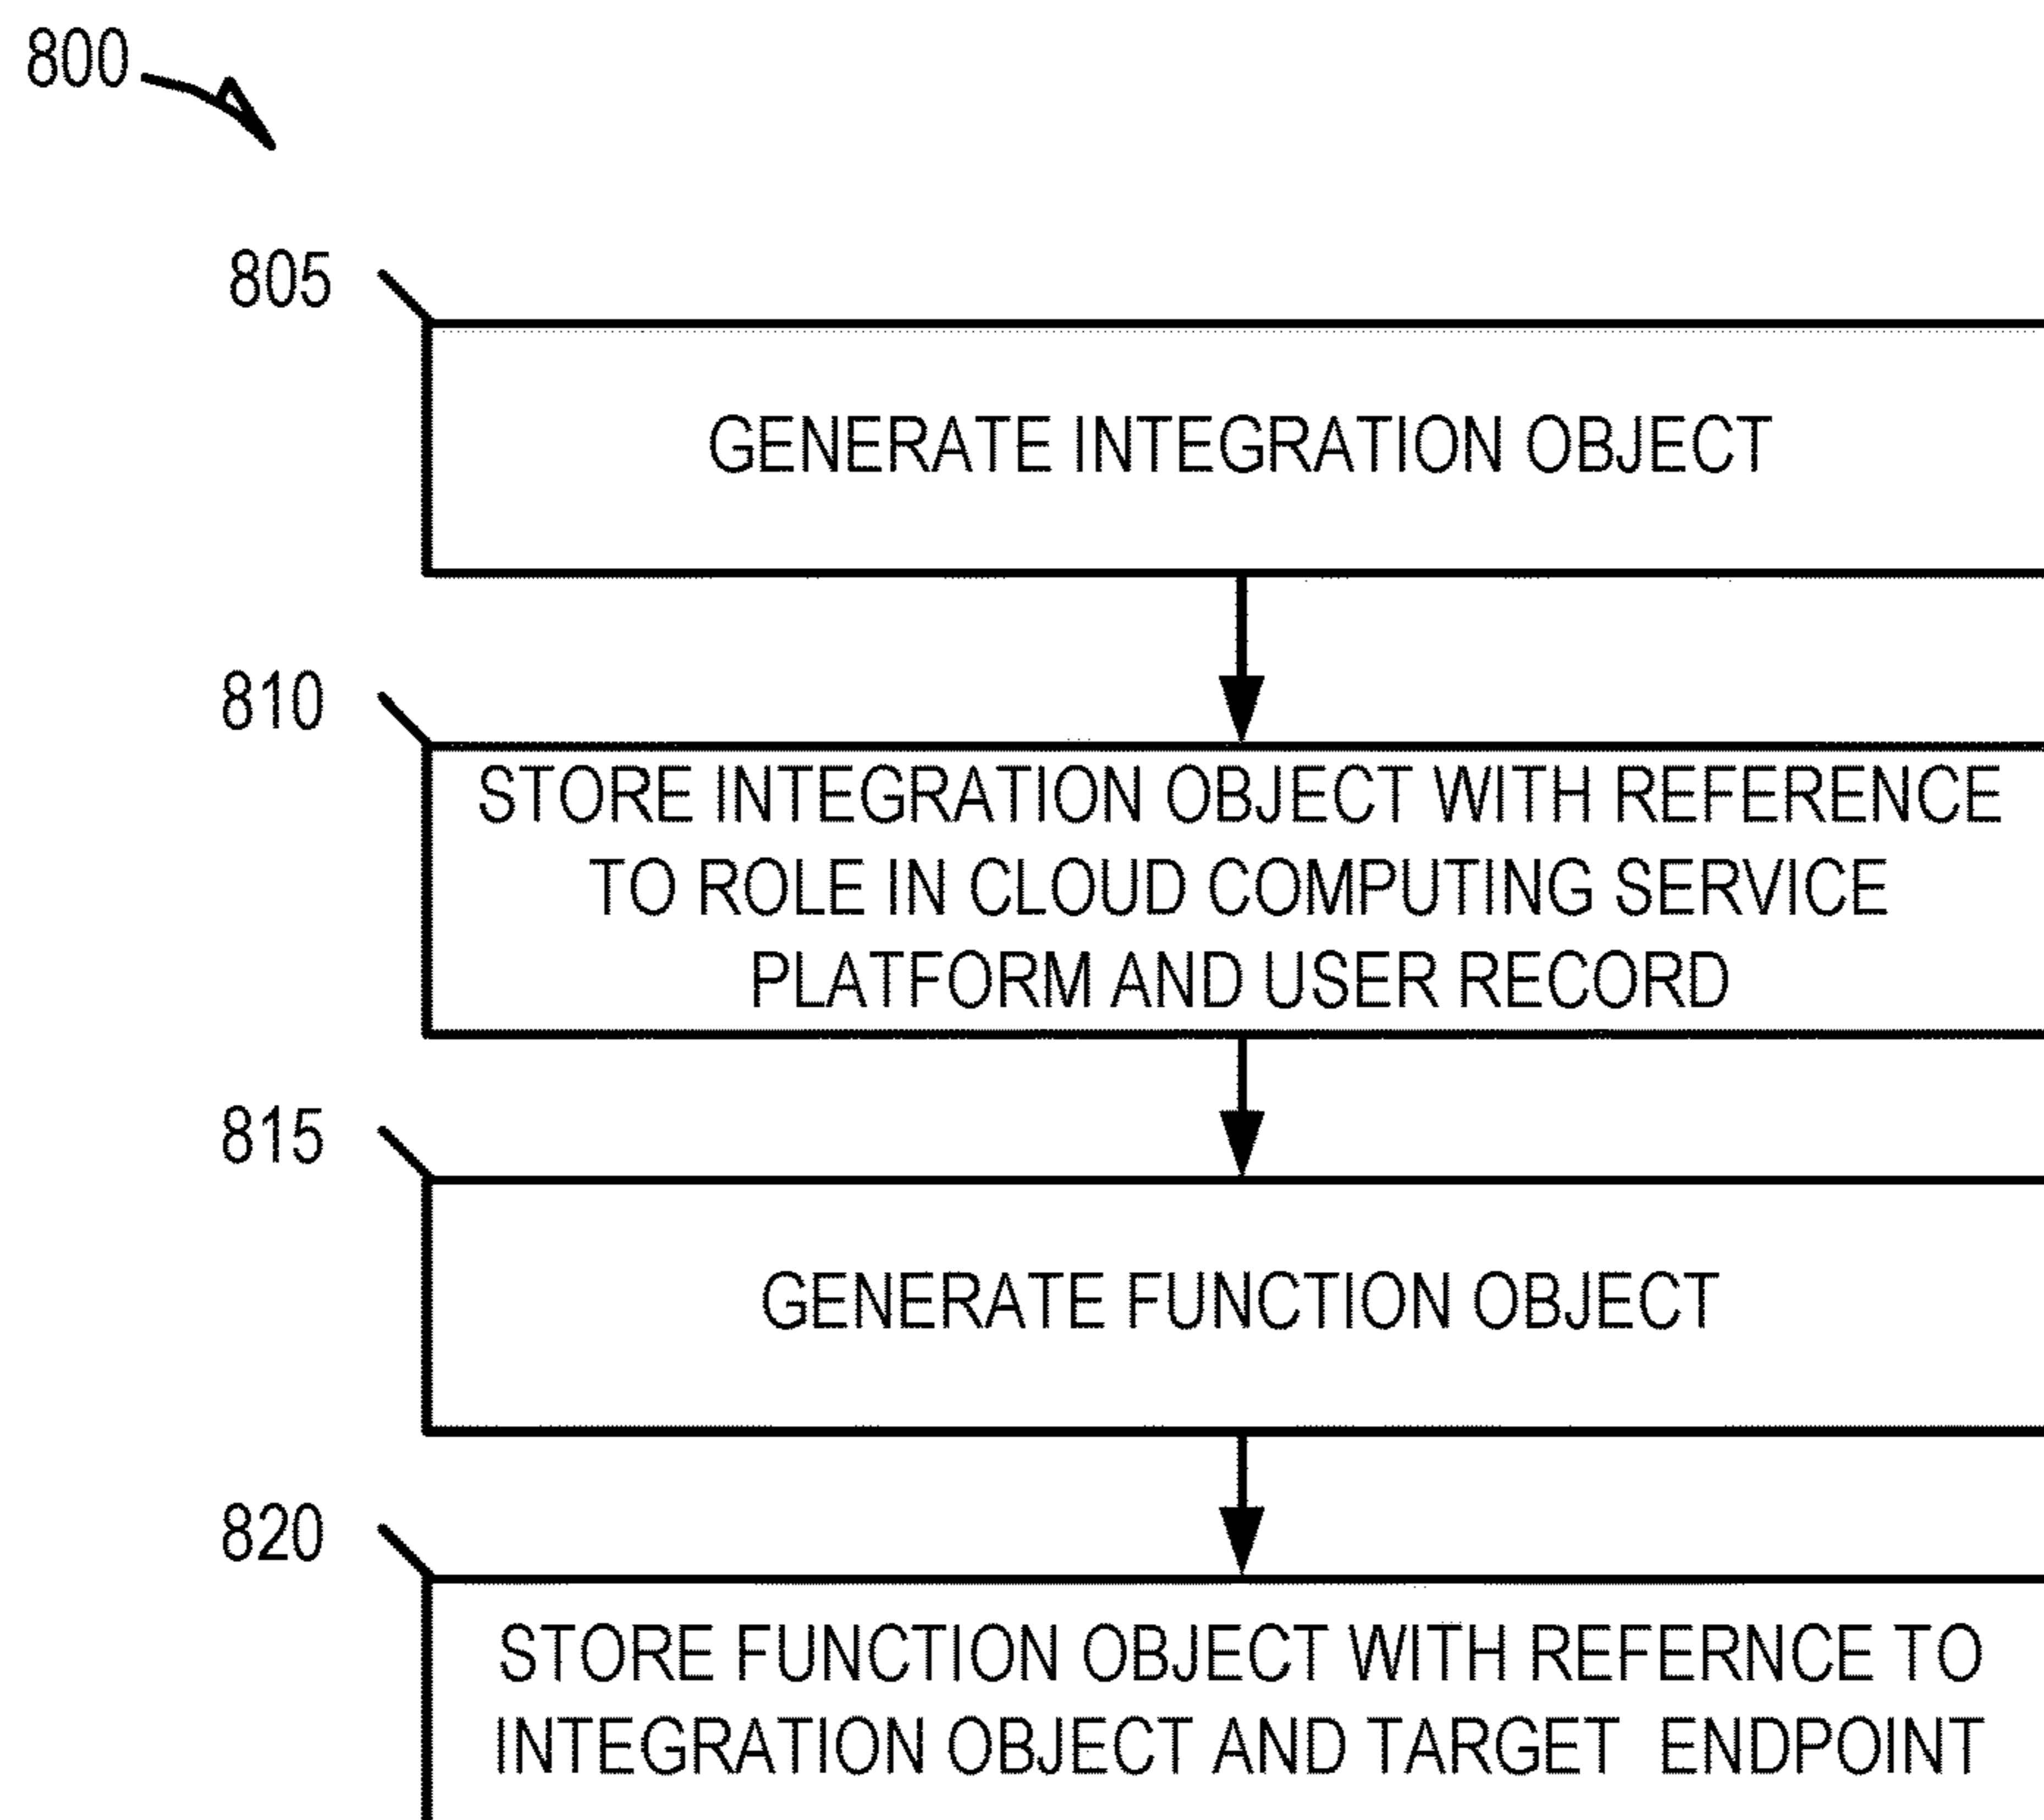 800
805
GENERATE INTEGRATION OBJECT
810
STORE INTEGRATION OBJECT WITH REFERENCE
TO ROLE IN CLOUD COMPUTING SERVICE
PLATFORM AND USER RECORD
815
GENERATE FUNCTION OBJECT
820
STORE FUNCTION OBJECT WITH REFERNCE TO
INTEGRATION OBJECT AND TARGET ENDPOINT